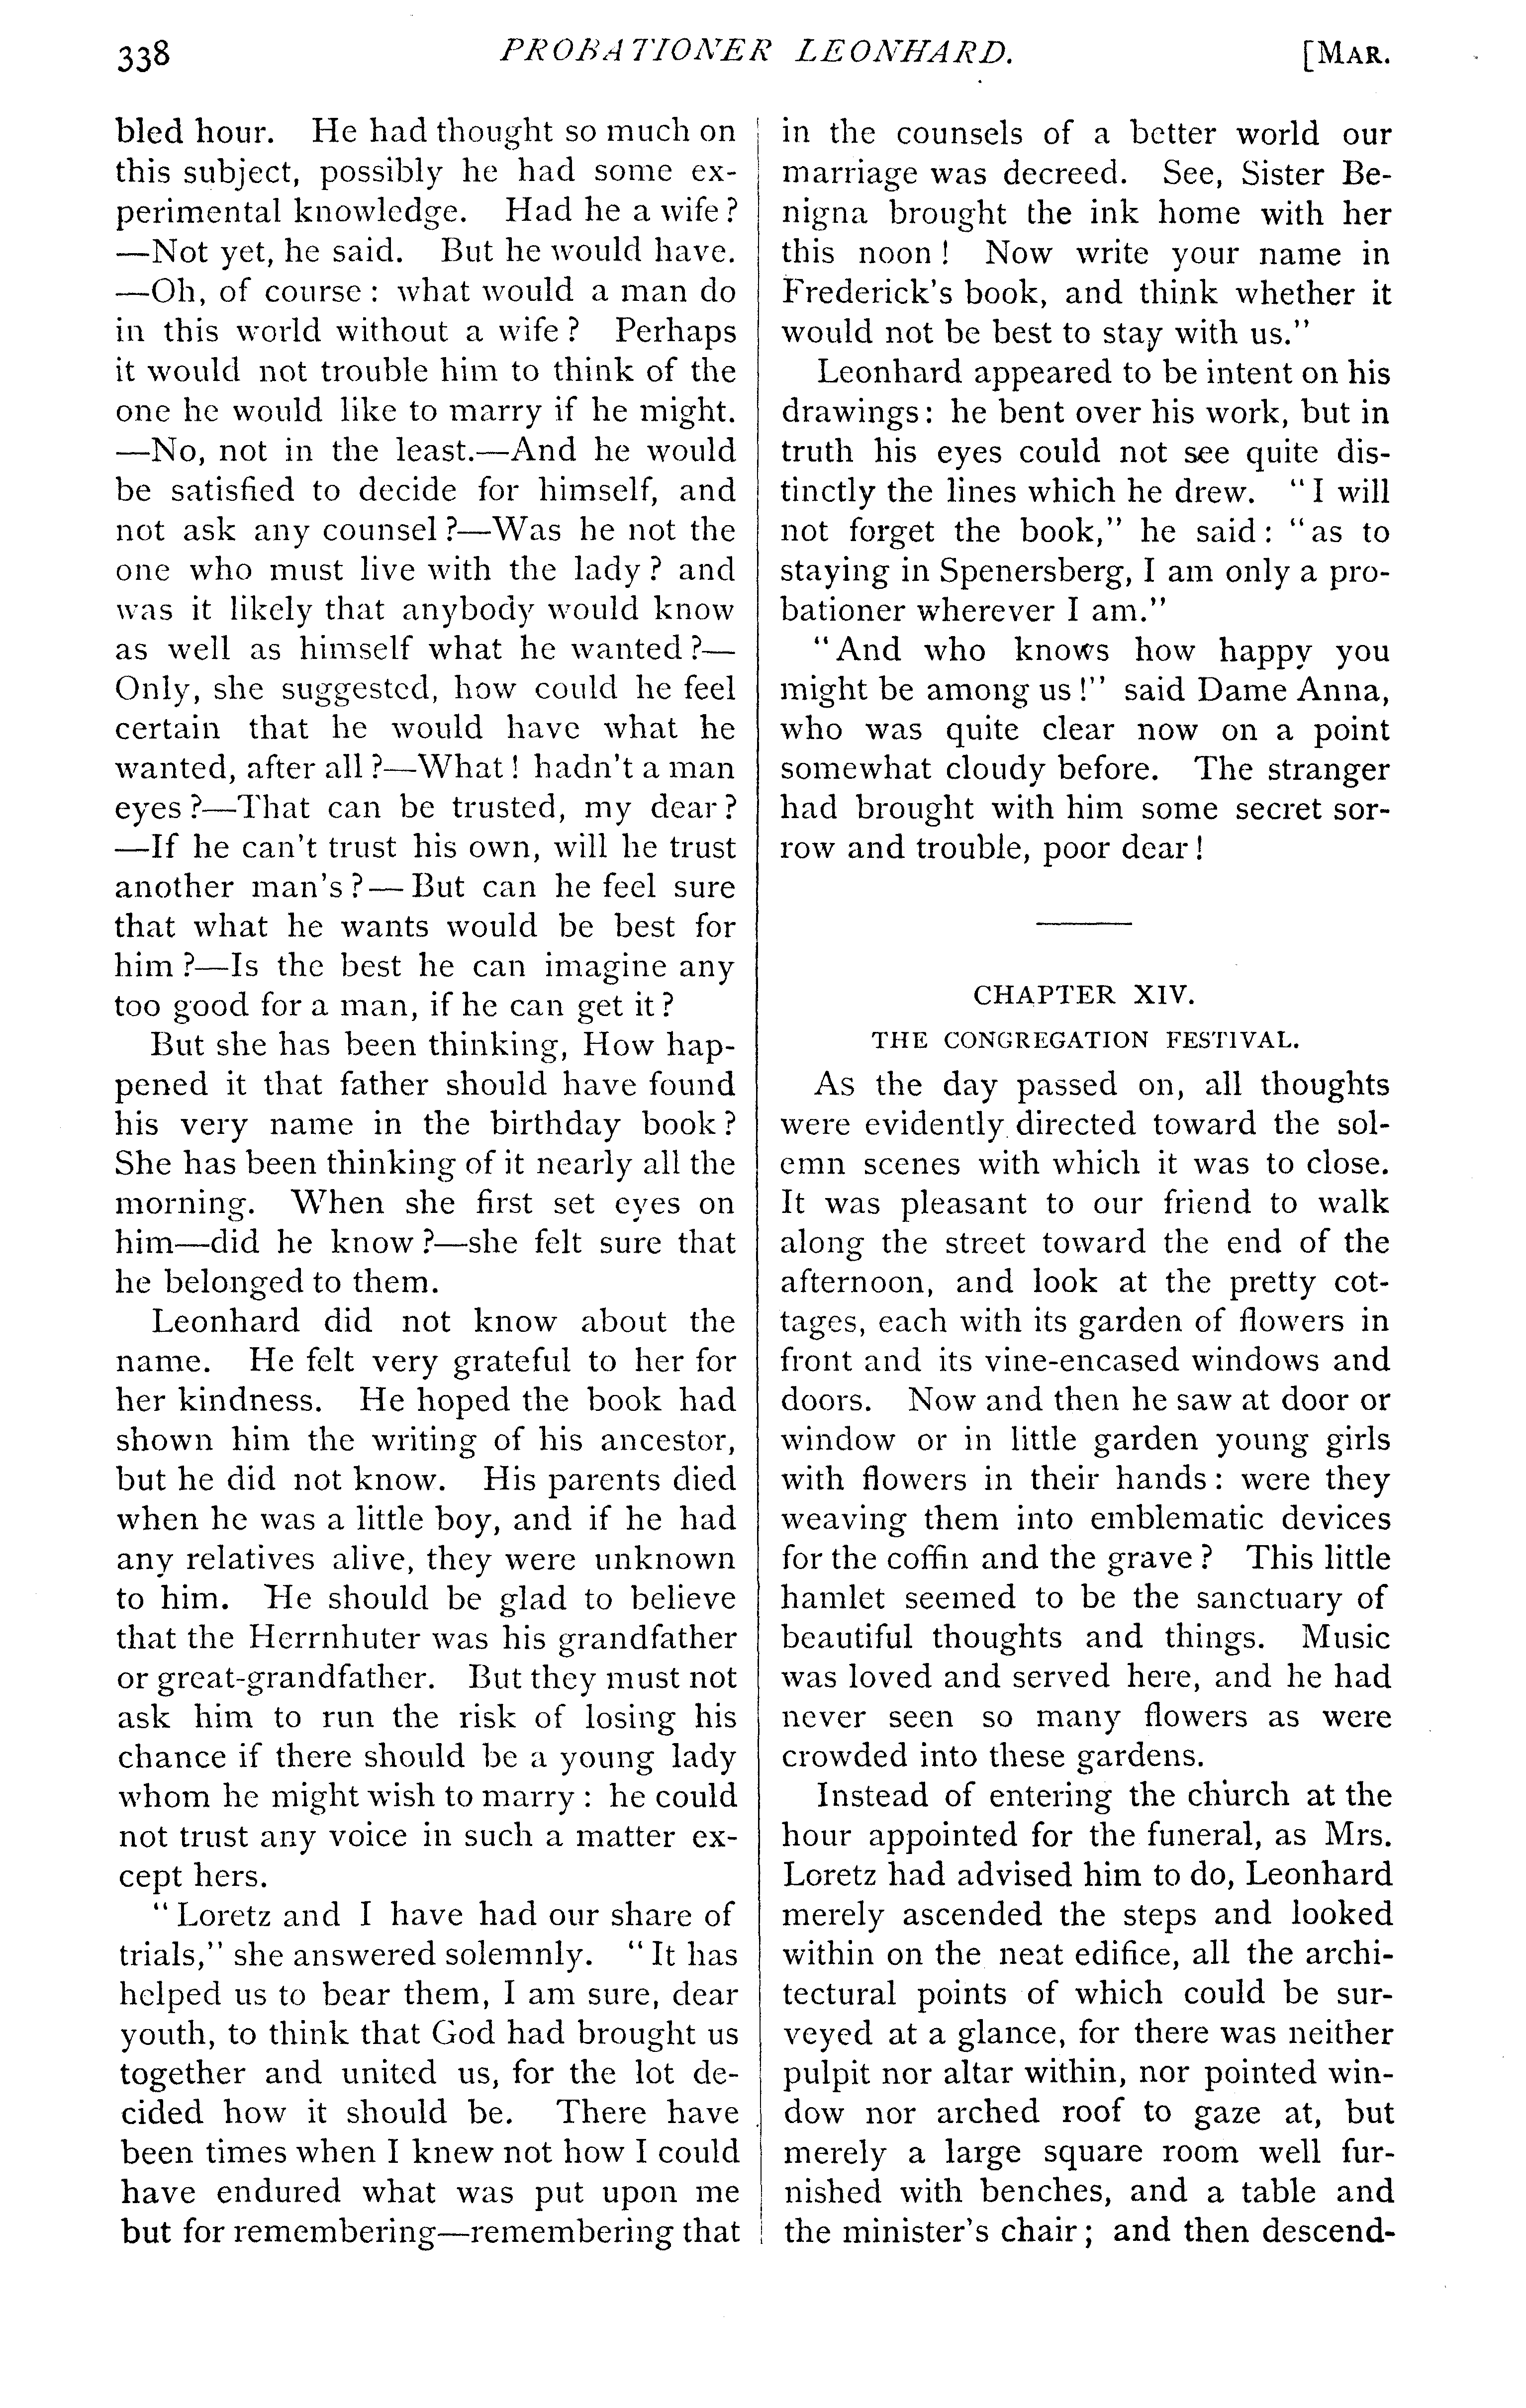 338 PROBATIONER LEONHARD. [MAR.
bled hour. He had thought so much on
this subject, possibly he had some ex-
perimental knowledge. Had he a wife?
—Not yet, he said. But he would have.
—Oh, of course: what would a man do
in this world without a wife? Perhaps
it would not trouble him to think of the
one he would like to marry if he might.
—No, not in the least.—And he would
be satisfied to decide for himself, and
not ask any counsel?—Was he not the
one who must live with the lady? and
was it likely that anybody would know
as well as himself what he wanted?—
Only, she suggested, how could he feel
certain that he would have what he
wanted, after all?—What! hadn't a man
eyes?—That can be trusted, my dear?
—If he can't trust his own, will he trust
another man's?—But can he feel sure
that what he wants would be best for
him?—Is the best he can imagine any
too good for a man, if he can get it?
But she has been thinking, How hap-
pened it that father should have found
his very name in the birthday book?
She has been thinking of it nearly all the
morning. When she first set eyes on
him—did he know?—she felt sure that
he belonged to them.
Leonhard did not know about the
name. He felt very grateful to her for
her kindness. He hoped the book had
shown him the writing of his ancestor,
but he did not know. His parents died
when he was a little boy, and if he had
any relatives alive, they were unknown
to him. He should be glad to believe
that the Herrnhuter was his grandfather
or great-grandfather. But they must not
ask him to run the risk of losing his
chance if there should be a young lady
whom he might wish to marry: he could
not trust any voice in such a matter ex-
cept hers.
"Loretz and I have had our share of
trials," she answered solemnly. "It has
helped us to bear them, I am sure, dear
youth, to think that God had brought us
together and united us, for the lot de-
cided how it should be. There have
been times when I knew not how I could
have endured what was put upon me
but for remembering—remembering that
in the counsels of a better world our
marriage was decreed. See, Sister Be-
nigna brought the ink home with her
this noon! Now write your name in
Frederick's book, and think whether it
would not be best to stay with us."
Leonhard appeared to be intent on his
drawings: he bent over his work, but in
truth his eyes could not see quite dis-
tinctly the lines which he drew. "I will
not forget the book," he said: "as to
staying in Spenersberg, I am only a pro-
bationer wherever I am."
"And who knows how happy you
might be among us!" said Dame Anna,
who was quite clear now on a point
somewhat cloudy before. The stranger
had brought with him some secret sor-
row and trouble, poor dear!
CHAPTER XIV.
THE CONGREGATION FESTIVAL.
As the day passed on, all thoughts
were evidently directed toward the sol-
emn scenes with which it was to close.
It was pleasant to our friend to walk
along the street toward the end of the
afternoon, and look at the pretty cot-
tages, each with its garden of flowers in
front and its vine-encased windows and
doors. Now and then he saw at door or
window or in little garden young girls
with flowers in their hands: were they
weaving them into emblematic devices
for the coffin and the grave? This little
hamlet seemed to be the sanctuary of
beautiful thoughts and things. Music
was loved and served here, and he had
never seen so many flowers as were
crowded into these gardens.
Instead of entering the church at the
hour appointed for the funeral, as Mrs.
Loretz had advised him to do, Leonhard
merely ascended the steps and looked
within on the neat edifice, all the archi-
tectural points of which could be sur-
veyed at a glance, for there was neither
pulpit nor altar within, nor pointed win-
dow nor arched roof to gaze at, but
merely a large square room well fur-
nished with benches, and a table and
the minister's chair; and then descend-